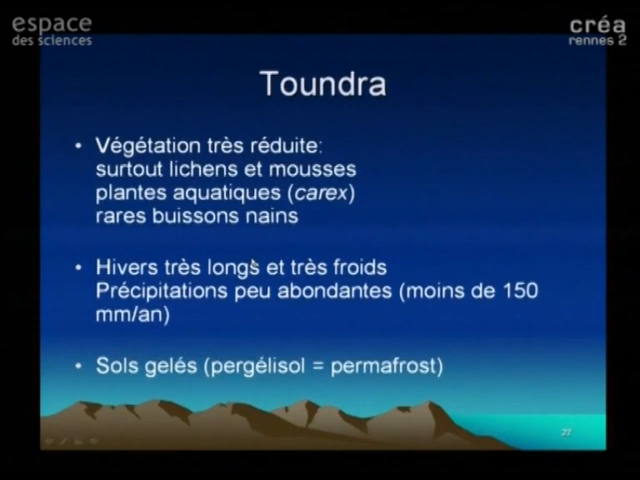 espace
des sciences
créa
rennes 2
Toundra
• Végétation très réduite:
surtout lichens et mousses
plantes aquatiques (carex)
rares buissons nains
• Hivers très longs et très froids
Précipitations peu abondantes (moins de 150
mm/an)
• Sols gelés (pergélisol = permafrost)
27